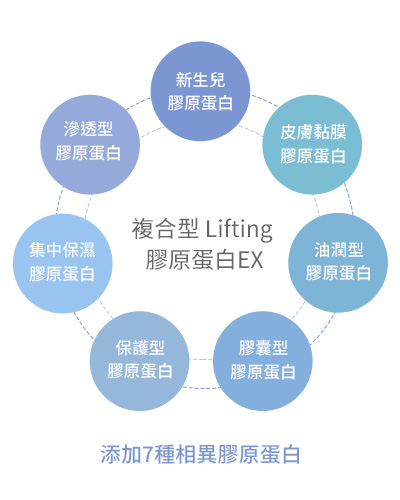 新生兒
膠原蛋白
滲透型
膠原蛋白
皮膚黏膜
膠原蛋白
複合型 Lifting
膠原蛋白EX
集中保濕
膠原蛋白
油潤型
膠原蛋白
保護型
膠原蛋白
膠囊型
膠原蛋白
添加7種相異膠原蛋白